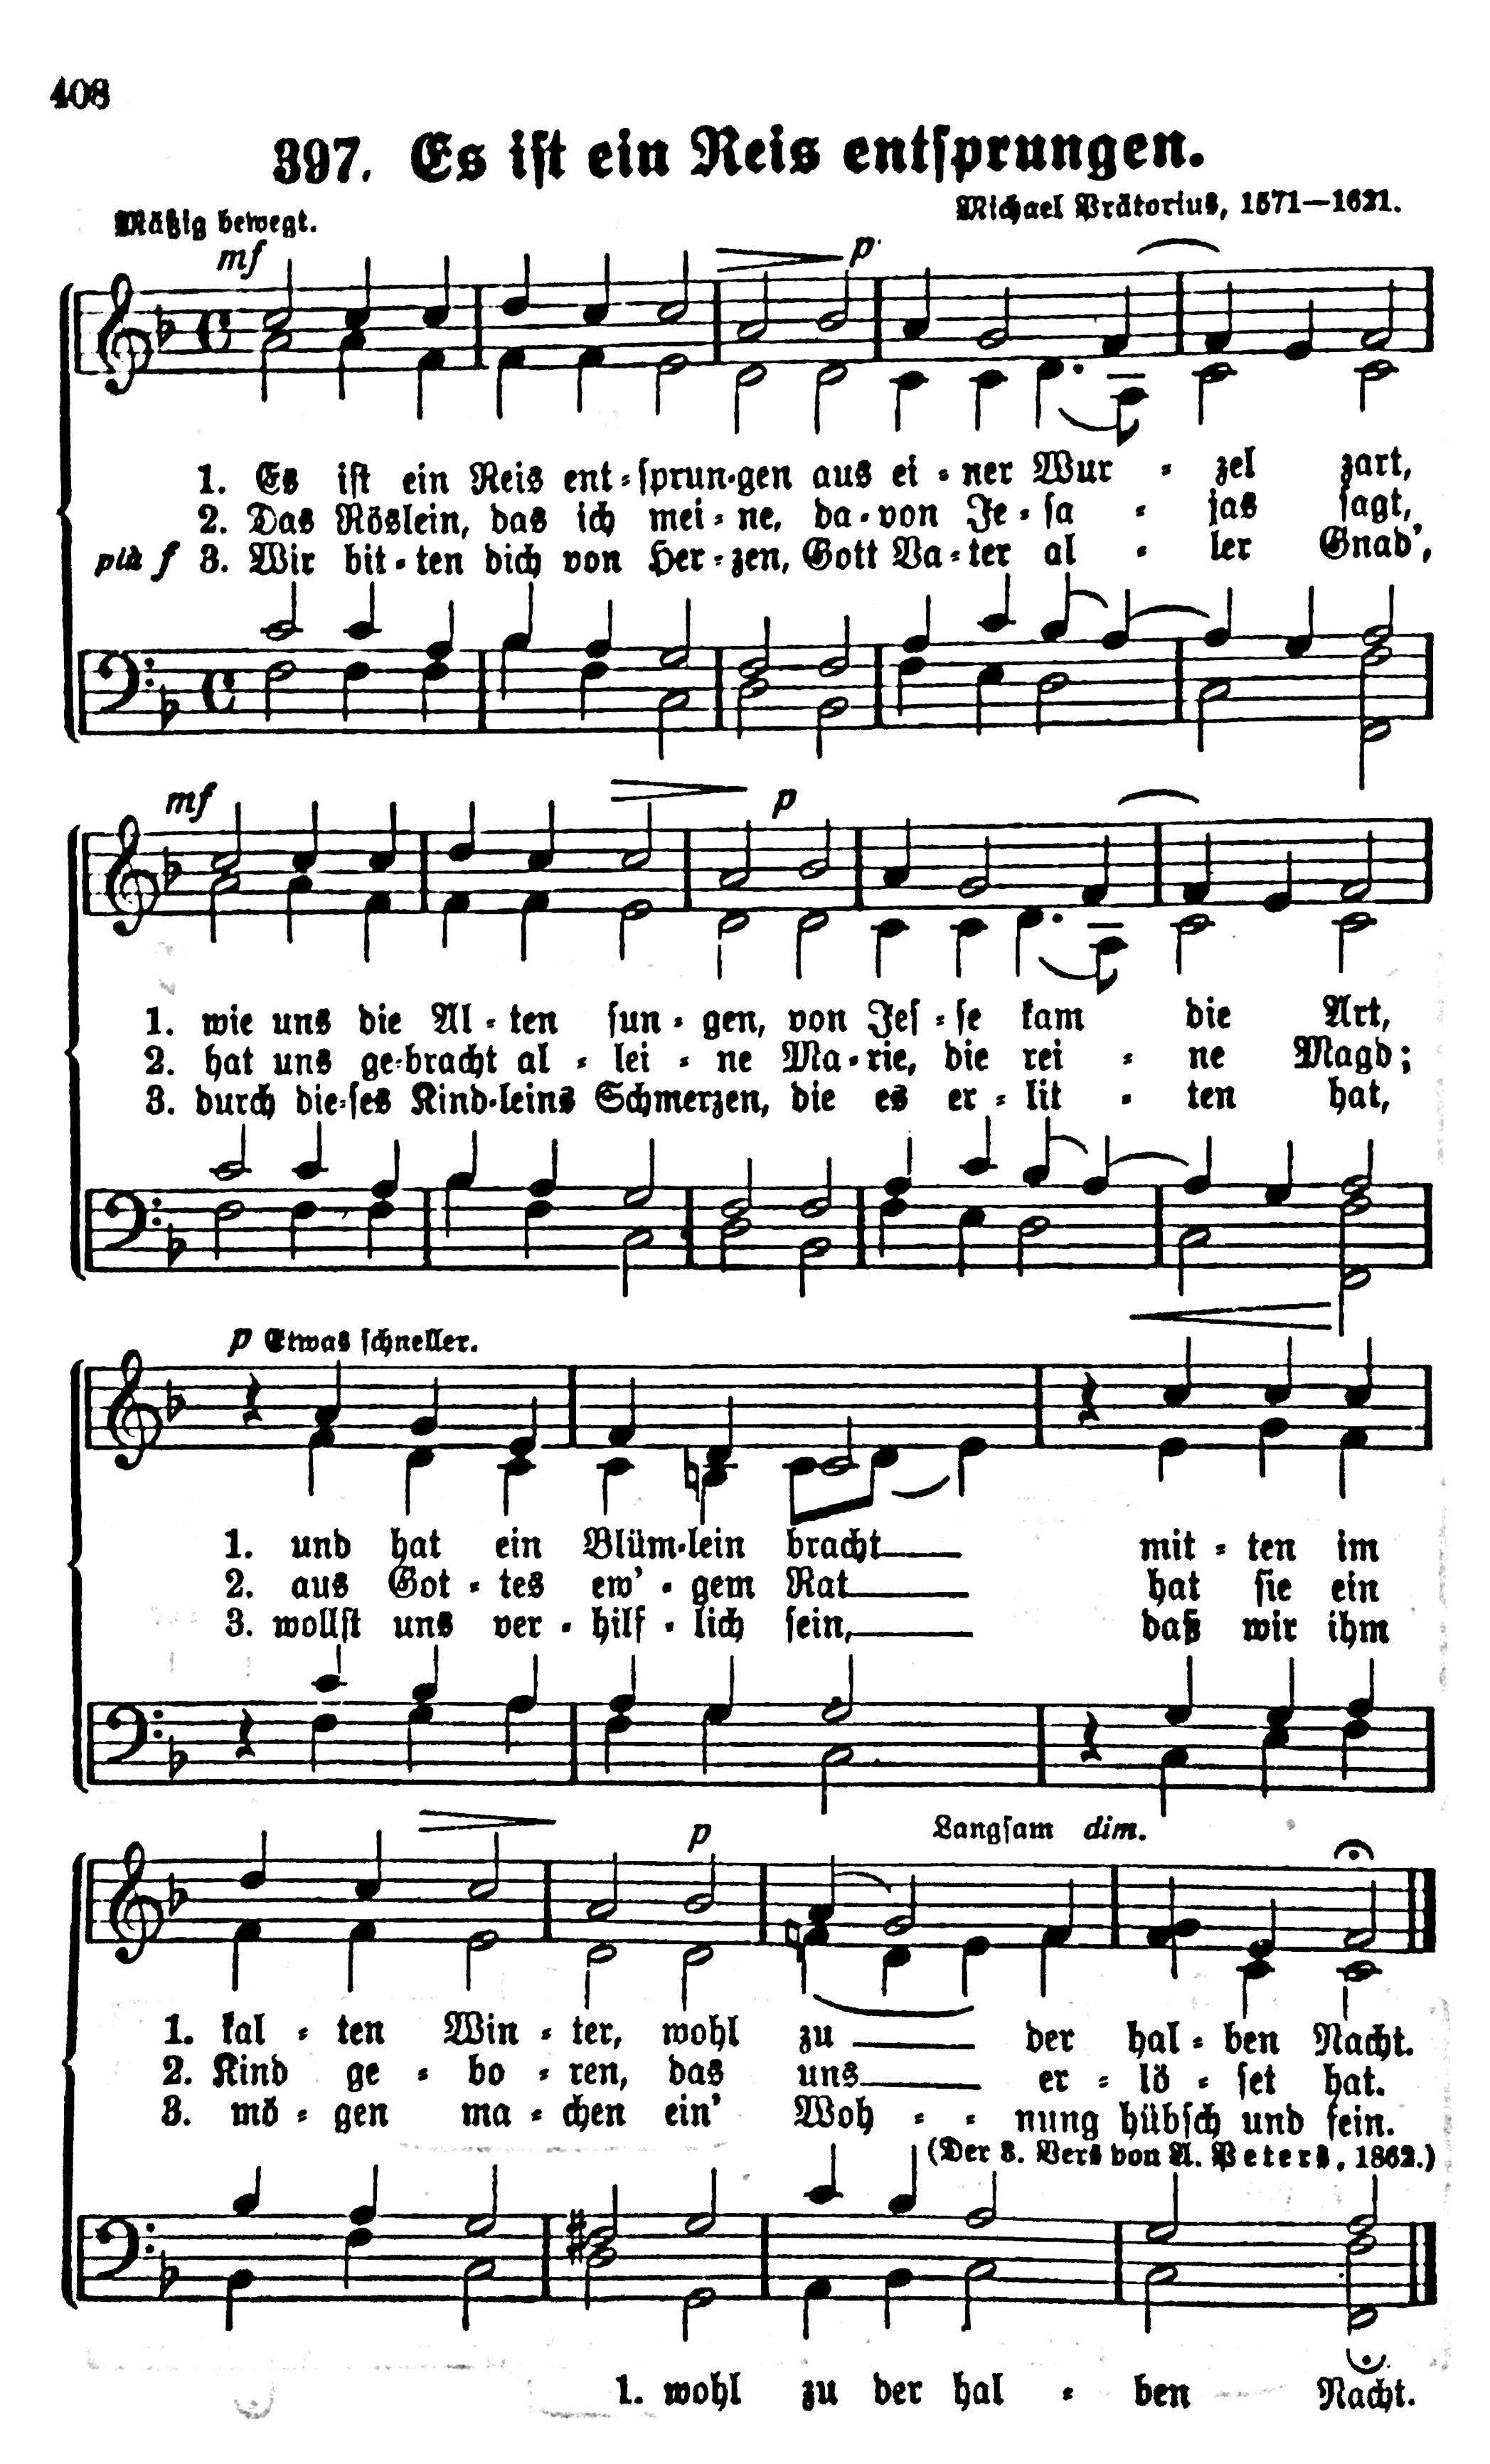 408
397. Es ist ein Reis entsprungen.
Michael Prätorius, 1571—1621.
Mäßig bewegt.
mf p
1. Es ist ein Reis ent-sprun-gen aus ei-ner Wur-zel zart,
2. Das Röslein, das ich mei-ne, da-von Je-sa-jas sagt,
più f 3. Wir bit-ten dich von Her-zen, Gott Va-ter al-ler Gnad',
mf p
1. wie uns die Al-ten sun-gen, von Jes-se kam die Art,
2. hat uns ge-bracht al-lei-ne Ma-rie, die rei-ne Magd;
3. durch die-ses Kind-leins Schmerzen, die es er-lit-ten hat,
p Etwas schneller.
1. und hat ein Blüm-lein bracht mit-ten im
2. aus Got-tes ew'-gem Rat hat sie ein
3. wollst uns ver-hilf-lich sein, daß wir ihm
p Langsam dim.
1. kal-ten Win-ter, wohl zu der hal-ben Nacht.
2. Kind ge-bo-ren, das uns er-lö-set hat.
3. mö-gen ma-chen ein' Woh-nung hübsch und fein.
(Der 3. Vers von A. Peters, 1862.)
1. wohl zu der hal-ben Nacht.